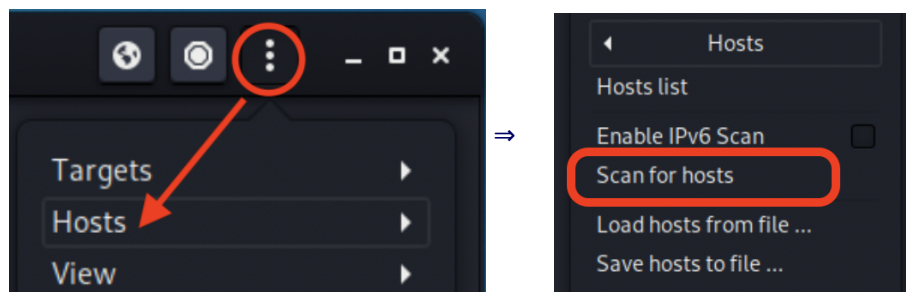 Targets
Hosts
View
⇒
Hosts
Hosts list
Enable IPv6 Scan
Scan for hosts
Load hosts from file ...
Save hosts to file ...